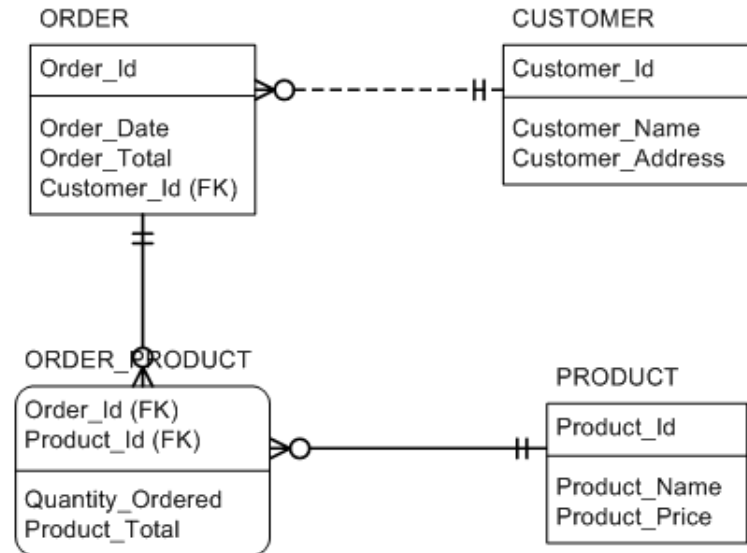 ORDER
Order_Id
Order_Date
Order_Total
Customer_Id (FK)
CUSTOMER
Customer_Id
Customer_Name
Customer_Address
ORDER_PRODUCT
Order_Id (FK)
Product_Id (FK)
Quantity_Ordered
Product_Total
PRODUCT
Product_Id
Product_Name
Product_Price